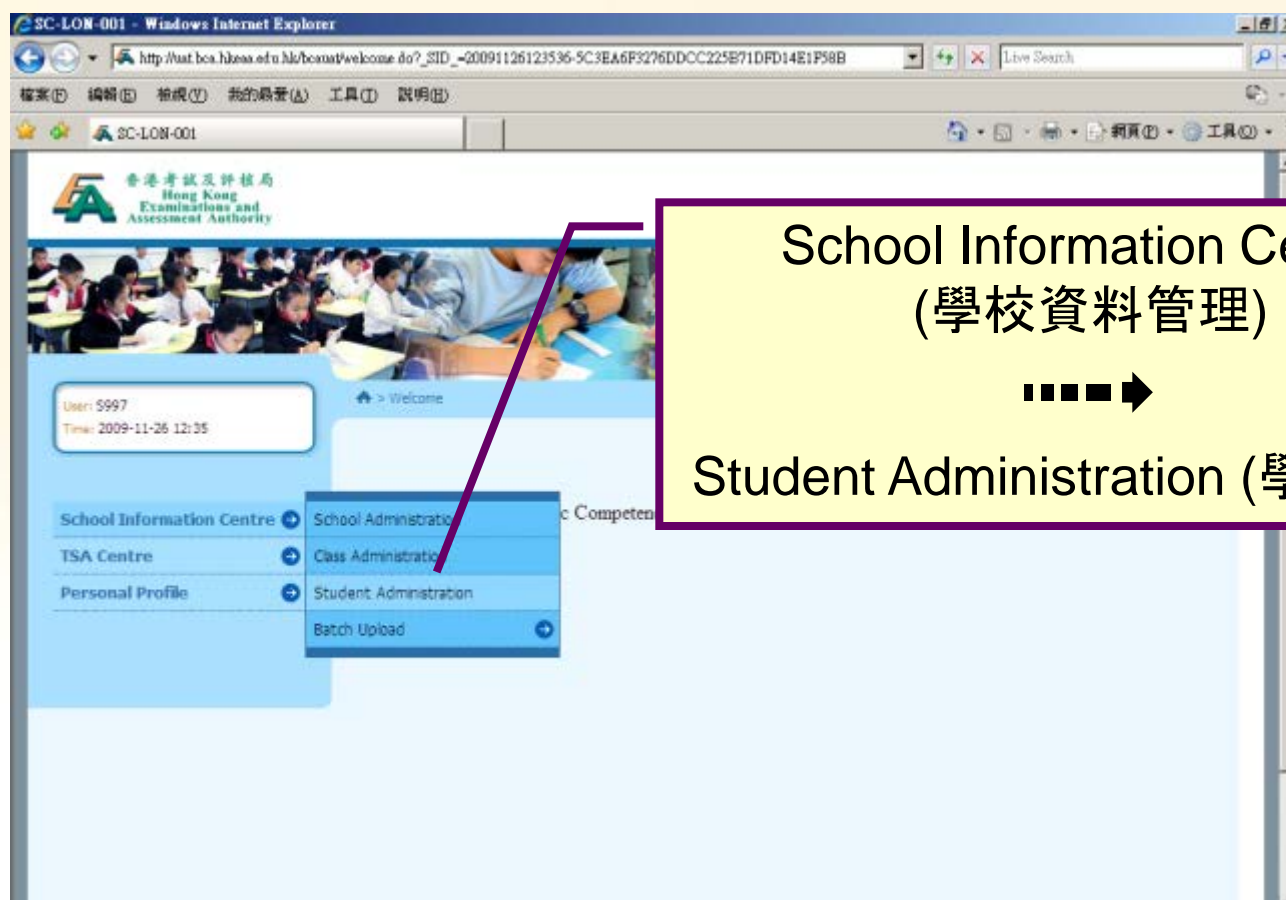 SC-LON-001 - Windows Internet Explorer
http://uat.bca.hkeaa.edu.hk/bcauat/welcome.do?_SID_=20091126123536-5C3EA6F3276DDCC225B71DFD14E1F58B
Live Search
檔案(F) 編輯(E) 檢視(V) 我的最愛(A) 工具(T) 說明(H)
SC-LON-001
網頁(P) 工具(O)
香港考試及評核局
Hong Kong
Examinations and
Assessment Authority
School Information Ce
(學校資料管理)
Student Administration (學
User: S997
Time: 2009-11-26 12:35
> Welcome
c Competen
School Information Centre
TSA Centre
Personal Profile
School Administration
Class Administration
Student Administration
Batch Upload